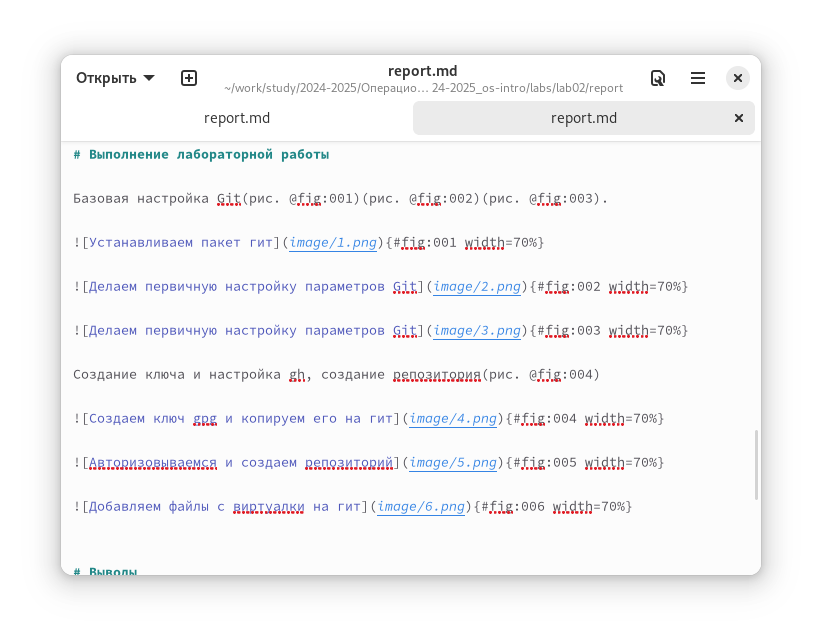 Открыть
report.md
~/work/study/2024-2025/Операцио… 24-2025_os-intro/labs/lab02/report
report.md
report.md
# Выполнение лабораторной работы
Базовая настройка Git(рис. @fig:001)(рис. @fig:002)(рис. @fig:003).
![Устанавливаем пакет гит](image/1.png){#fig:001 width=70%}
![Делаем первичную настройку параметров Git](image/2.png){#fig:002 width=70%}
![Делаем первичную настройку параметров Git](image/3.png){#fig:003 width=70%}
Создание ключа и настройка gh, создание репозитория(рис. @fig:004)
![Создаем ключ gpg и копируем его на гит](image/4.png){#fig:004 width=70%}
![Авторизовываемся и создаем репозиторий](image/5.png){#fig:005 width=70%}
![Добавляем файлы с виртуалки на гит](image/6.png){#fig:006 width=70%}
# Выводы